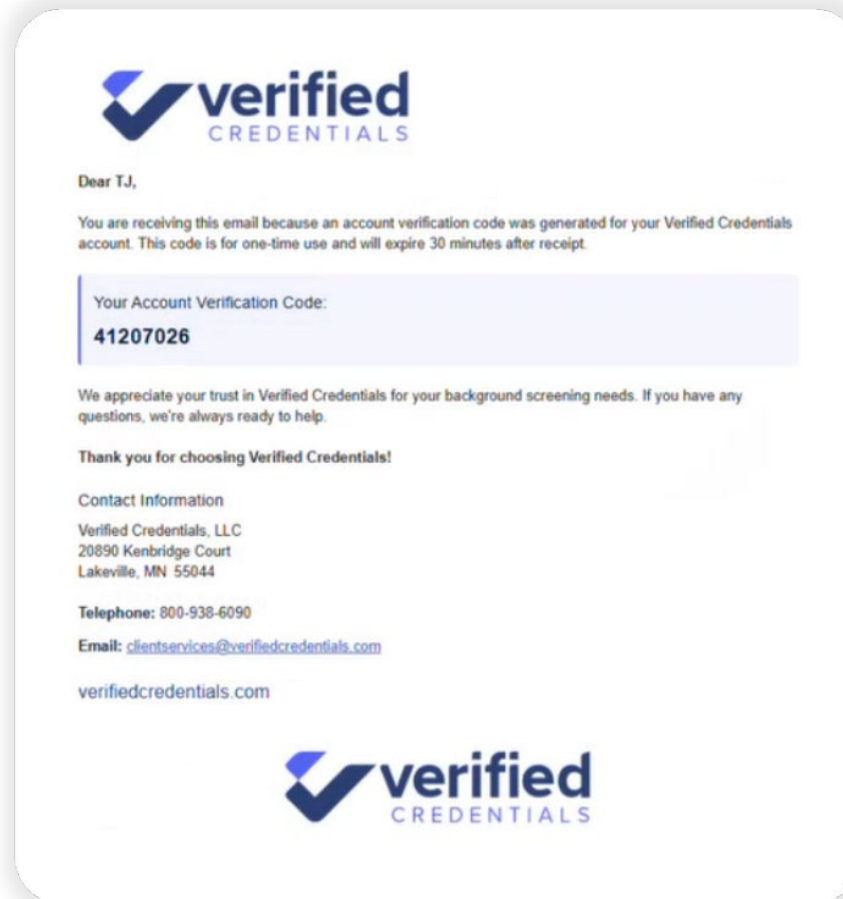 verified
CREDENTIALS
Dear TJ,
You are receiving this email because an account verification code was generated for your Verified Credentials
account. This code is for one-time use and will expire 30 minutes after receipt.
Your Account Verification Code:
41207026
We appreciate your trust in Verified Credentials for your background screening needs. If you have any
questions, we're always ready to help.
Thank you for choosing Verified Credentials!
Contact Information
Verified Credentials, LLC
20890 Kenbridge Court
Lakeville, MN 55044
Telephone: 800-938-6090
Email: clientservices@verifiedcredentials.com
verifiedcredentials.com
verified
CREDENTIALS